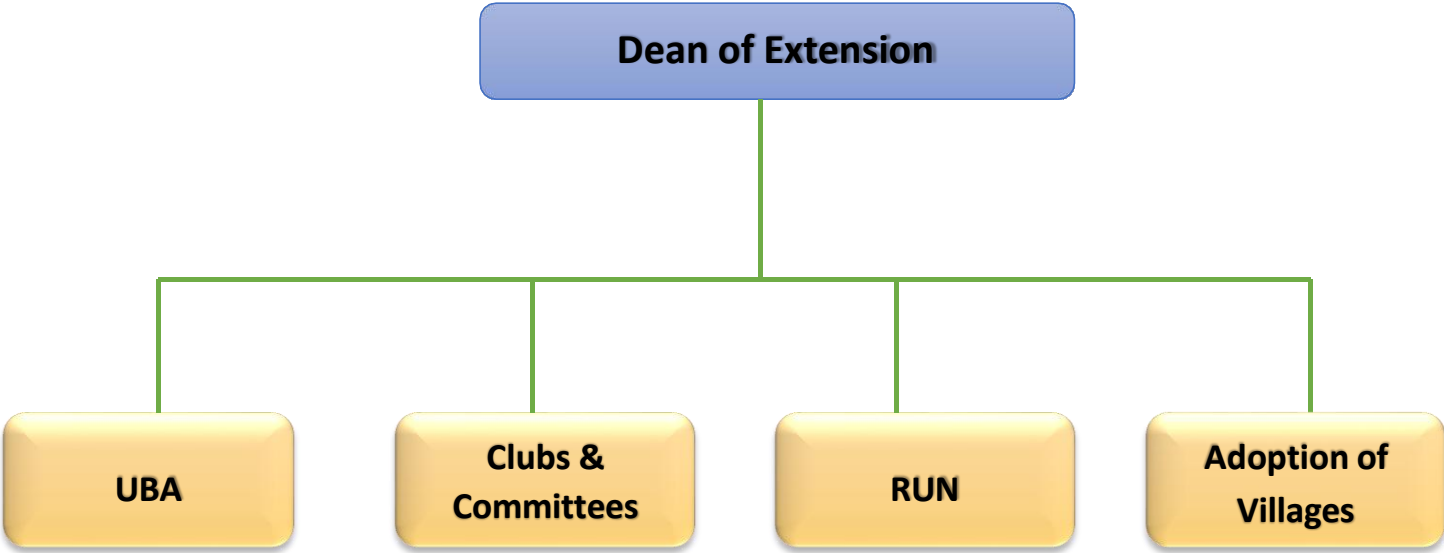 Dean of Extension
UBA
Clubs &
Committees
RUN
Adoption of
Villages